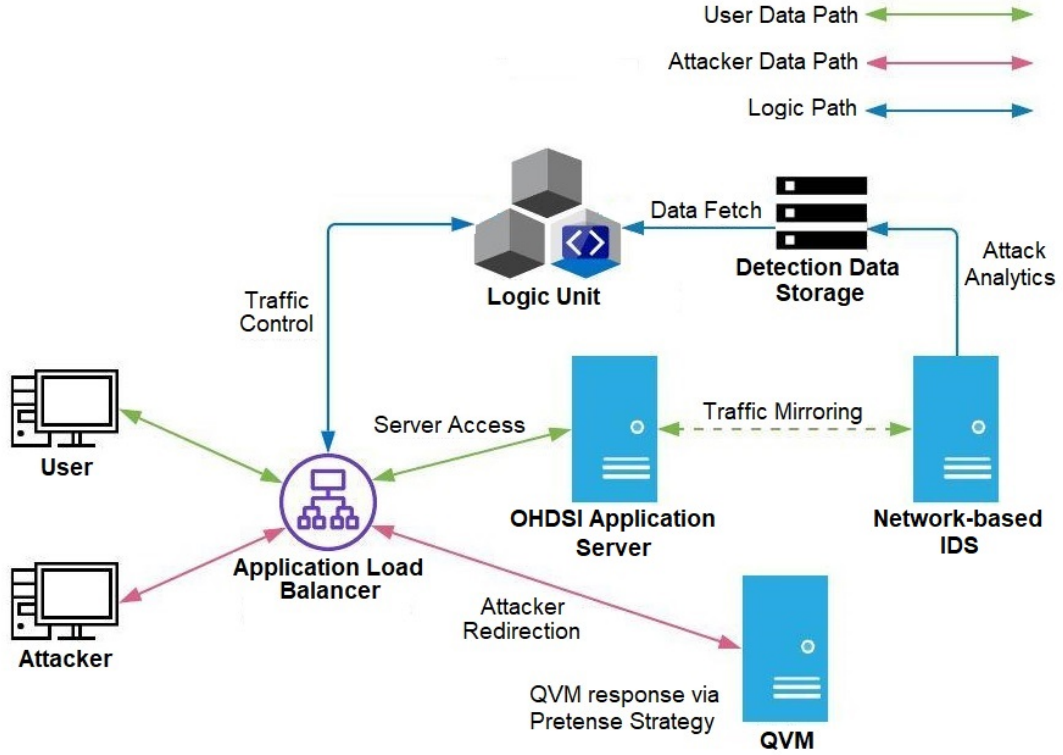 User Data Path
Attacker Data Path
Logic Path
Data Fetch
Logic Unit
Detection Data
Storage
Attack
Analytics
Traffic
Control
User
Server Access
Traffic Mirroring
OHDSI Application
Server
Network-based
IDS
Application Load
Balancer
Attacker
Attacker
Redirection
QVM response via
Pretense Strategy
QVM